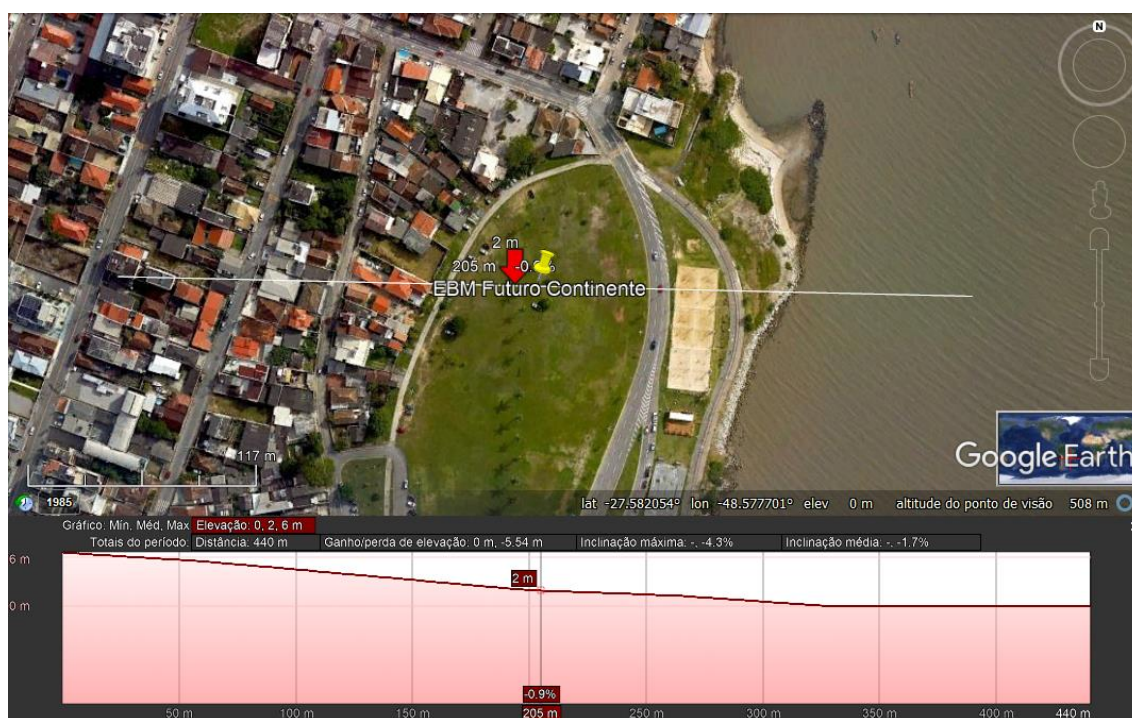 N
2 m
205 m -0.9%
EBM Futuro Continente
117 m
Google Earth
1985
lat -27.582054° lon -48.577701° elev 0 m altitude do ponto de visão 508 m
Gráfico: Mín, Méd, Max Elevação: 0, 2, 6 m
Totais do período: Distância: 440 m Ganho/perda de elevação: 0 m, -5.54 m Inclinação máxima: -, -4.3% Inclinação média: -, -1.7%
6 m
2 m
0 m
-0.9%
50 m 100 m 150 m 205 m 250 m 300 m 350 m 400 m 440 m